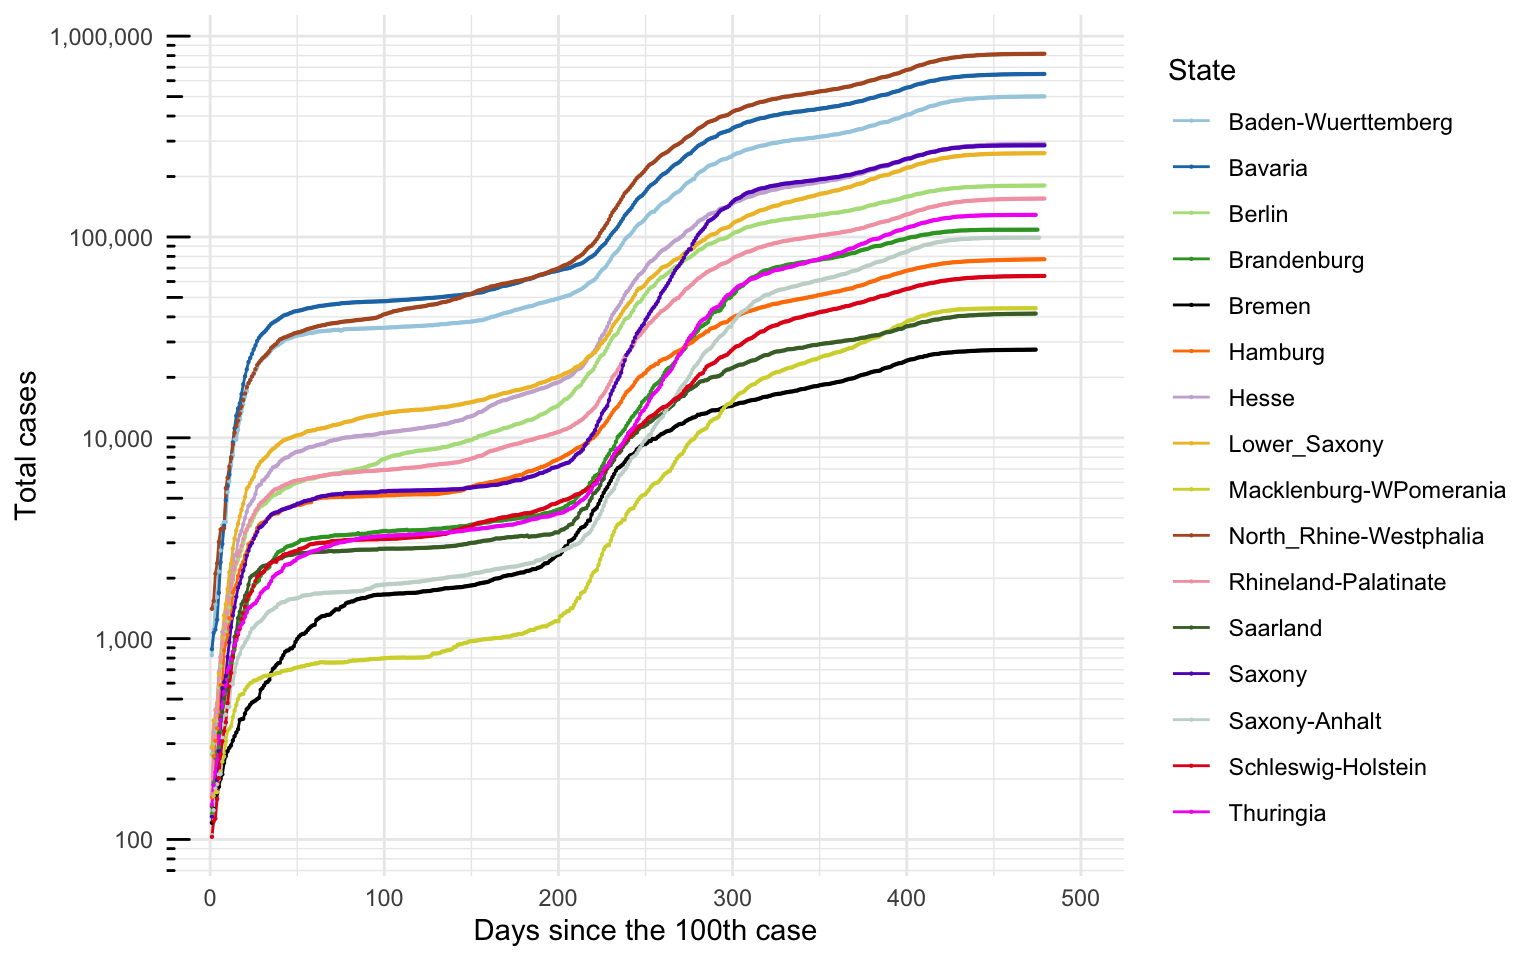 Total cases
1,000,000
100,000
10,000
1,000
100
0 100 200 300 400 500
Days since the 100th case
State
Baden-Wuerttemberg
Bavaria
Berlin
Brandenburg
Bremen
Hamburg
Hesse
Lower_Saxony
Macklenburg-WPomerania
North_Rhine-Westphalia
Rhineland-Palatinate
Saarland
Saxony
Saxony-Anhalt
Schleswig-Holstein
Thuringia